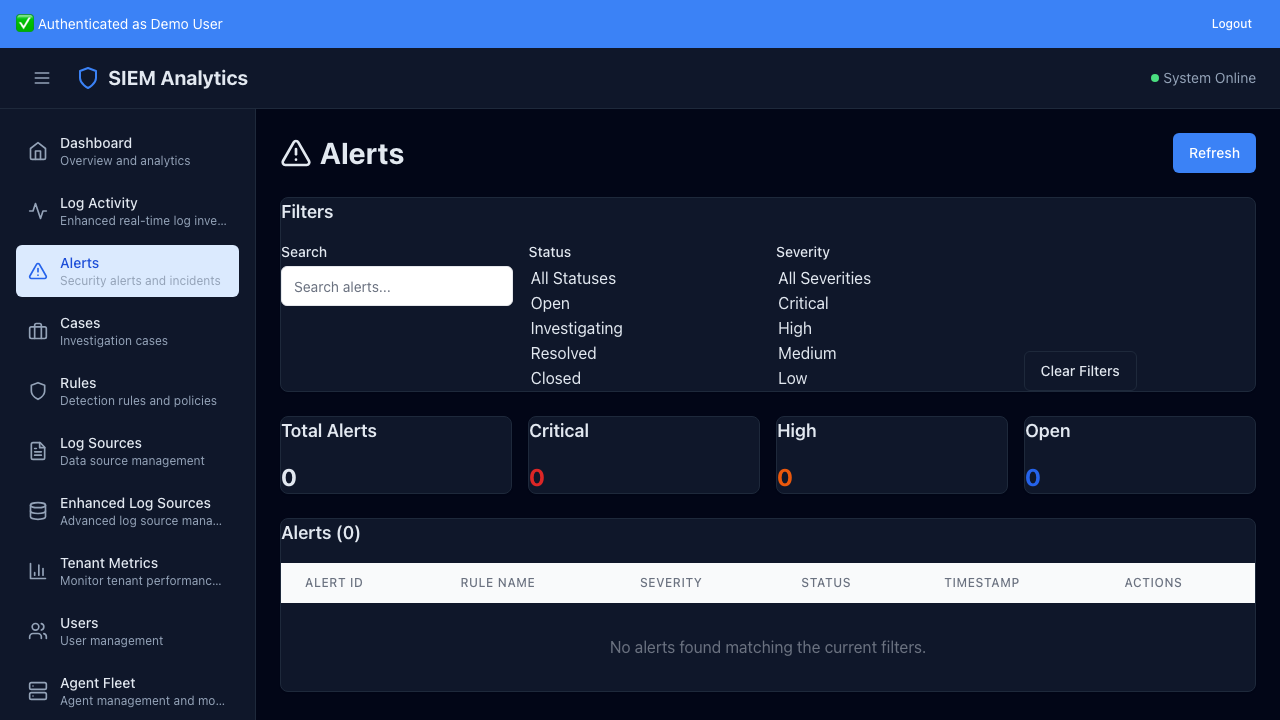 ✅ Authenticated as Demo User
Logout
SIEM Analytics
System Online
Dashboard
Overview and analytics
Log Activity
Enhanced real-time log inve...
Alerts
Security alerts and incidents
Cases
Investigation cases
Rules
Detection rules and policies
Log Sources
Data source management
Enhanced Log Sources
Advanced log source mana...
Tenant Metrics
Monitor tenant performanc...
Users
User management
Agent Fleet
Agent management and mo...
Alerts
Refresh
Filters
Search
Search alerts...
Status
All Statuses
Open
Investigating
Resolved
Closed
Severity
All Severities
Critical
High
Medium
Low
Clear Filters
Total Alerts
0
Critical
0
High
0
Open
0
Alerts (0)
ALERT ID RULE NAME SEVERITY STATUS TIMESTAMP ACTIONS
No alerts found matching the current filters.